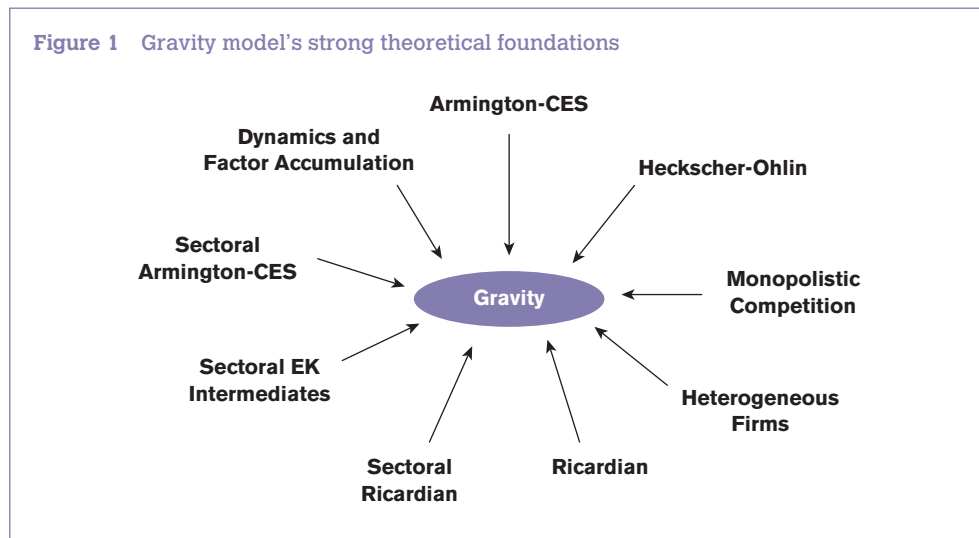 Figure 1 Gravity model's strong theoretical foundations
Armington-CES
Dynamics and
Factor Accumulation
Heckscher-Ohlin
Sectoral
Armington-CES
Gravity
Monopolistic
Competition
Sectoral EK
Intermediates
Heterogeneous
Firms
Sectoral
Ricardian
Ricardian